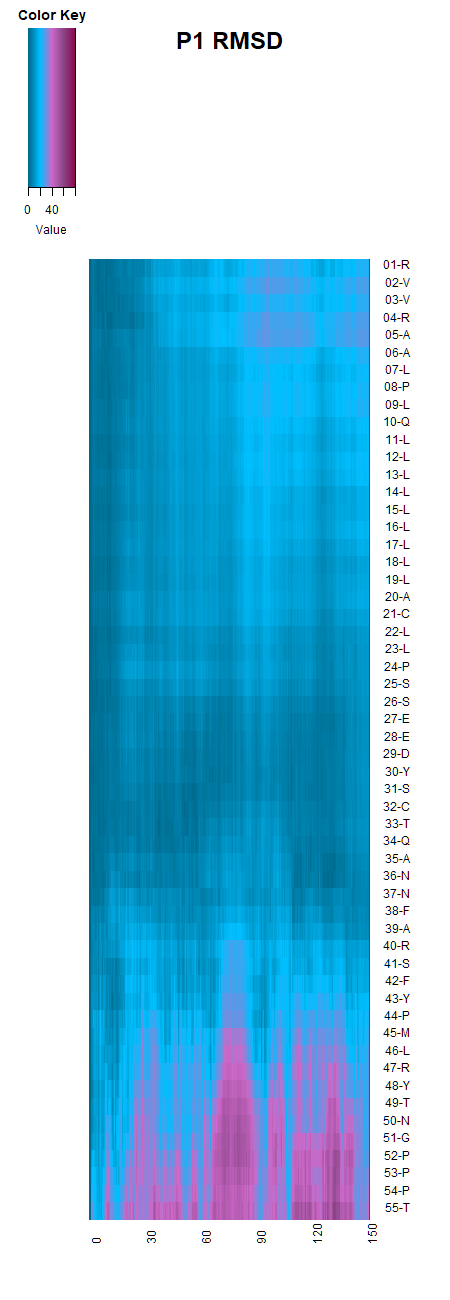 Color Key
P1 RMSD
0 40
Value
01-R
02-V
03-V
04-R
05-A
06-A
07-L
08-P
09-L
10-Q
11-L
12-L
13-L
14-L
15-L
16-L
17-L
18-L
19-L
20-A
21-C
22-L
23-L
24-P
25-S
26-S
27-E
28-E
29-D
30-Y
31-S
32-C
33-T
34-Q
35-A
36-N
37-N
38-F
39-A
40-R
41-S
42-F
43-Y
44-P
45-M
46-L
47-R
48-Y
49-T
50-N
51-G
52-P
53-P
54-P
55-T
0 30 60 90 120 150